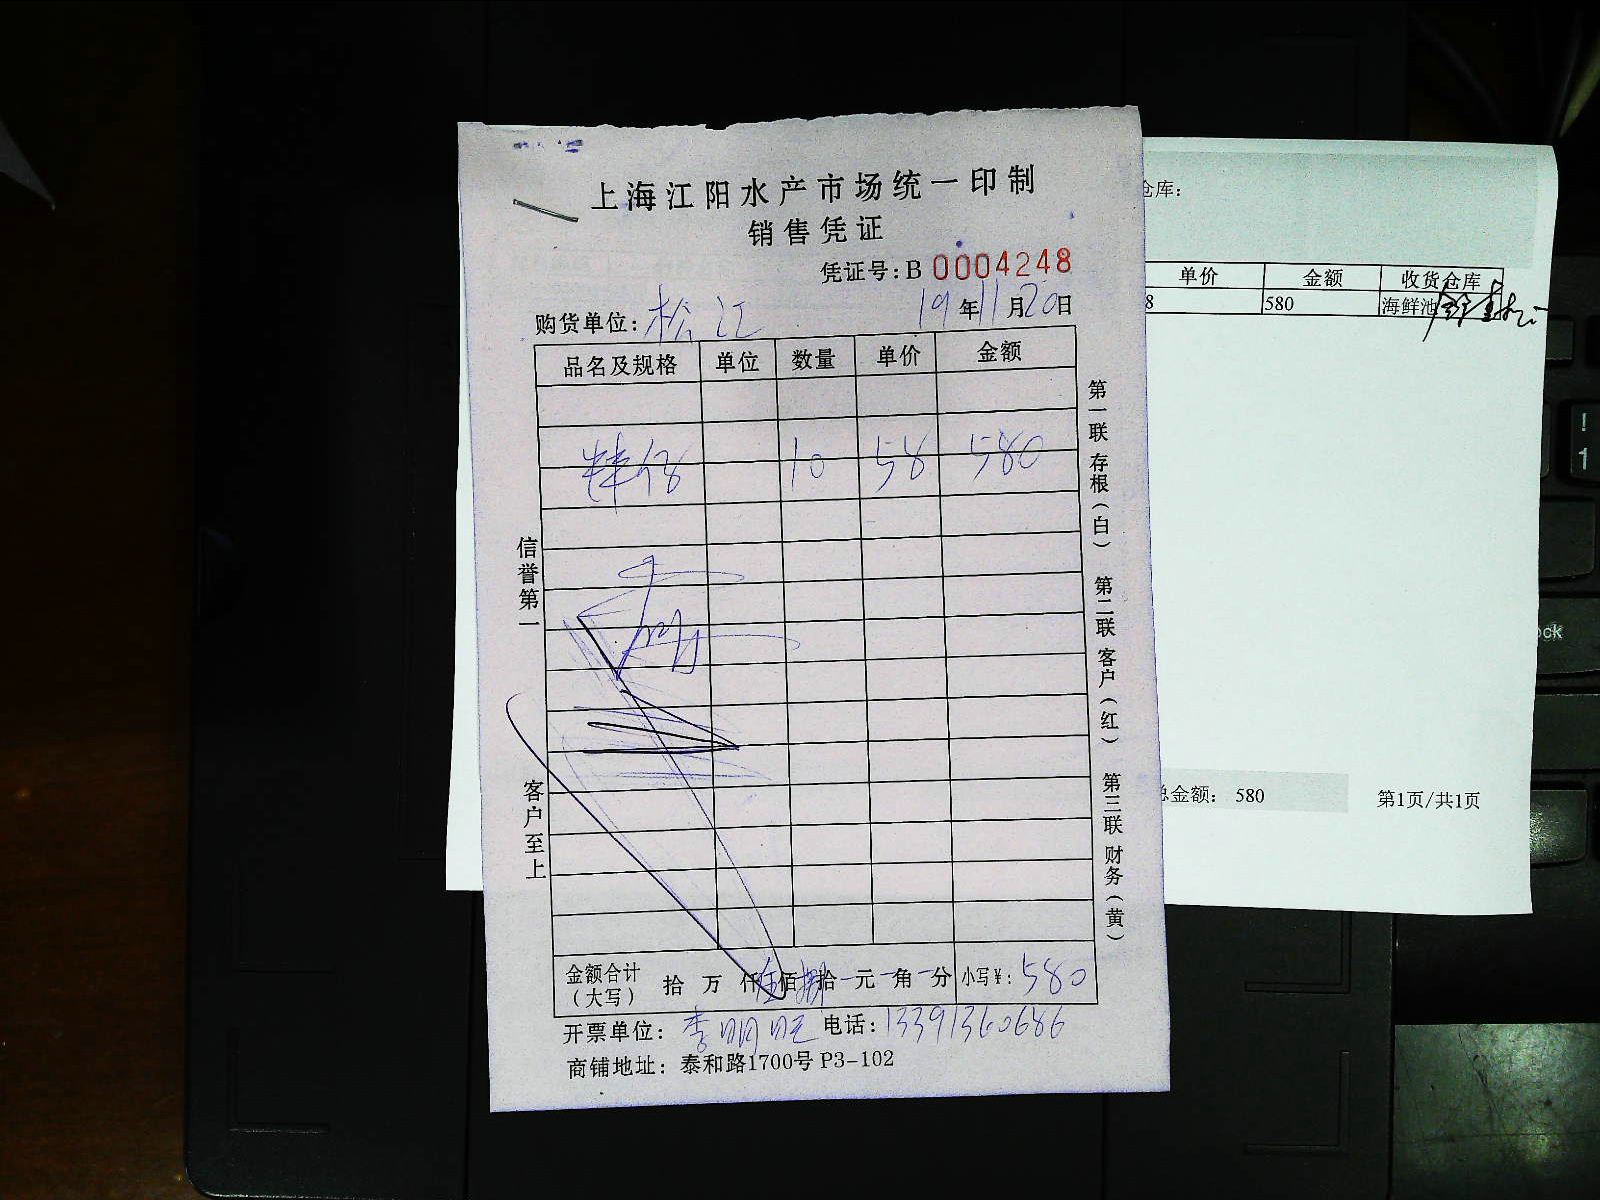 上海江阳水产市场统一印制
销售凭证
凭证号:B 0004248
购货单位: 松江 19年11月20日
品名及规格 单位 数量 单价 金额
10 58 580
信誉第一
客户至上
第一联 存根(白) 第二联 客户(红) 第三联 财务(黄)
金额合计(大写) 拾 万 仟 伍佰 捌拾 元 角 分 小写¥: 580
开票单位: 李明旺 电话: 13391360686
商铺地址: 泰和路1700号 P3-102
仓库:
单价 金额 收货仓库
8 580 海鲜池
总金额: 580 第1页/共1页
ock
!
1